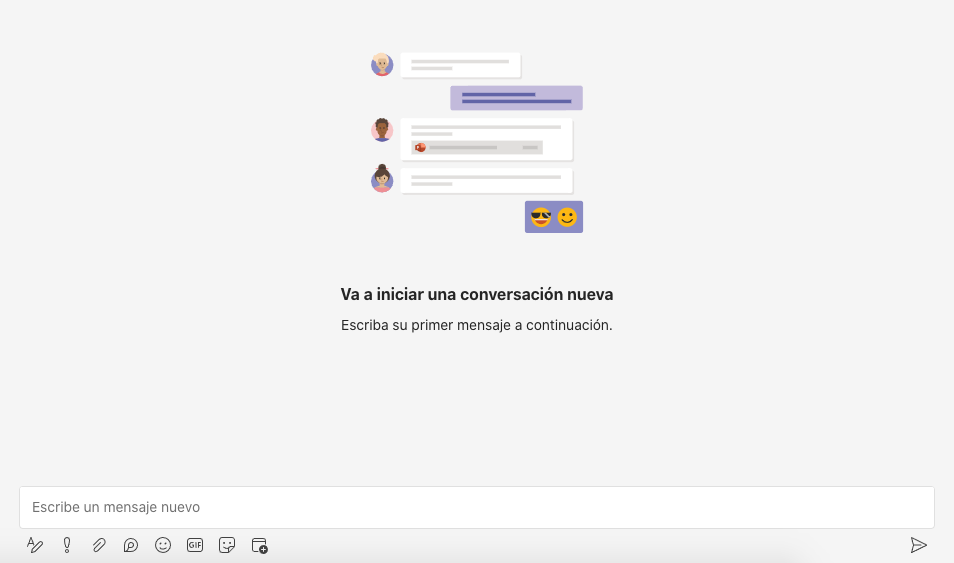 Va a iniciar una conversación nueva
Escriba su primer mensaje a continuación.
Escribe un mensaje nuevo
GIF